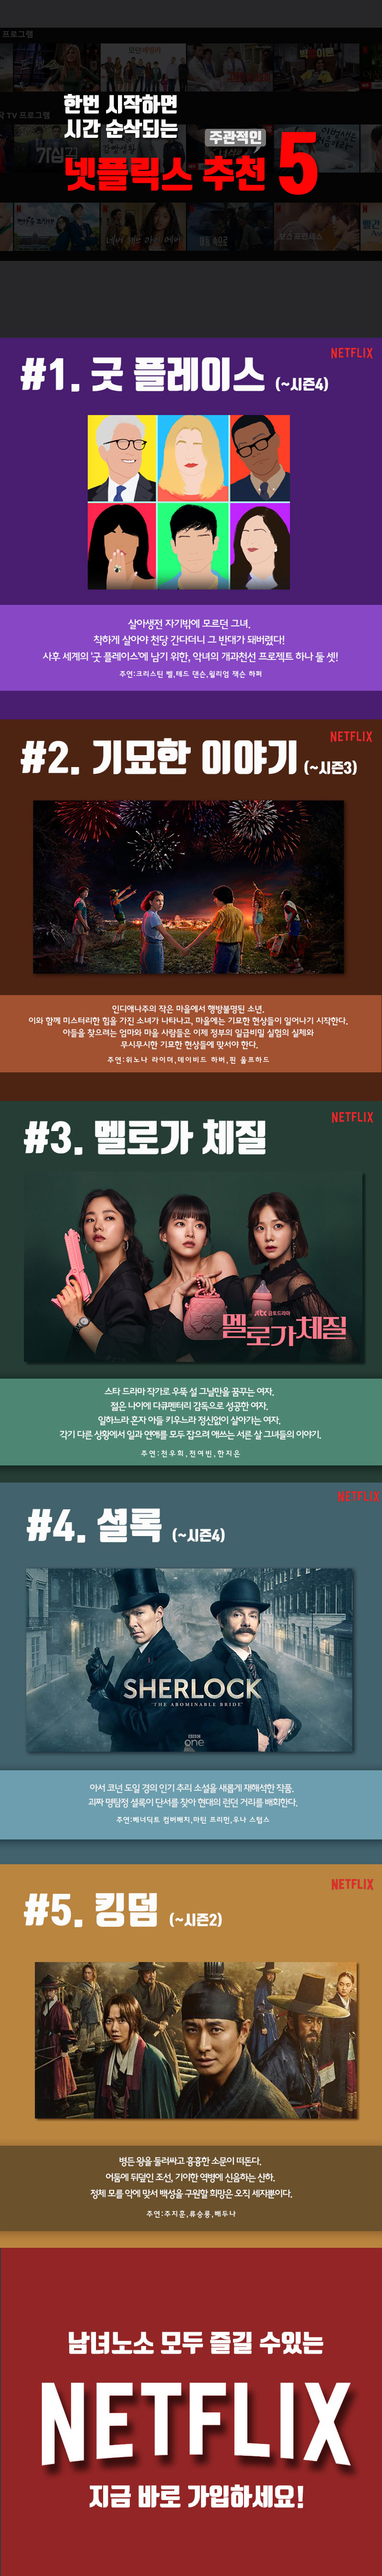 프로그램
TV 프로그램
한번 시작하면
시간 순삭되는
주관적인
넷플릭스 추천 5
NETFLIX
#1. 굿 플레이스 (~시즌4)
살아생전 자기밖에 모르던 그녀.
착하게 살아야 천당 간다더니 그 반대가 돼버렸다!
사후 세계의 '굿 플레이스'에 남기 위한, 악녀의 개과천선 프로젝트 하나 둘 셋!
주연:크리스틴 벨,테드 댄슨,윌리엄 잭슨 하퍼
NETFLIX
#2. 기묘한 이야기 (~시즌3)
인디애나주의 작은 마을에서 행방불명된 소년.
이와 함께 미스터리한 힘을 가진 소녀가 나타나고, 마을에는 기묘한 현상들이 일어나기 시작한다.
아들을 찾으려는 엄마와 마을 사람들은 이제 정부의 일급비밀 실험의 실체와
무시무시한 기묘한 현상들에 맞서야 한다.
주연:위노나 라이더,데이비드 하버,핀 울프하드
NETFLIX
#3. 멜로가 체질
jtbc 금토드라마
멜로가체질
스타 드라마 작가로 우뚝 설 그날만을 꿈꾸는 여자.
젊은 나이에 다큐멘터리 감독으로 성공한 여자.
일하느라 혼자 아들 키우느라 정신없이 살아가는 여자.
각기 다른 상황에서 일과 연애를 모두 잡으려 애쓰는 서른 살 그녀들의 이야기.
주연:천우희,전여빈,한지은
NETFLIX
#4. 셜록 (~시즌4)
SHERLOCK
THE ABOMINABLE BRIDE
BBC
one
아서 코넌 도일 경의 인기 추리 소설을 새롭게 재해석한 작품.
괴짜 명탐정 셜록이 단서를 찾아 현대의 런던 거리를 배회한다.
주연:베네딕트 컴버배치,마틴 프리먼,우나 스텁스
NETFLIX
#5. 킹덤 (~시즌2)
병든 왕을 둘러싸고 흉흉한 소문이 떠돈다.
어둠에 뒤덮인 조선, 기이한 역병에 신음하는 산하.
정체 모를 악에 맞서 백성을 구원할 희망은 오직 세자뿐이다.
주연:주지훈,류승룡,배두나
남녀노소 모두 즐길 수있는
NETFLIX
지금 바로 가입하세요!